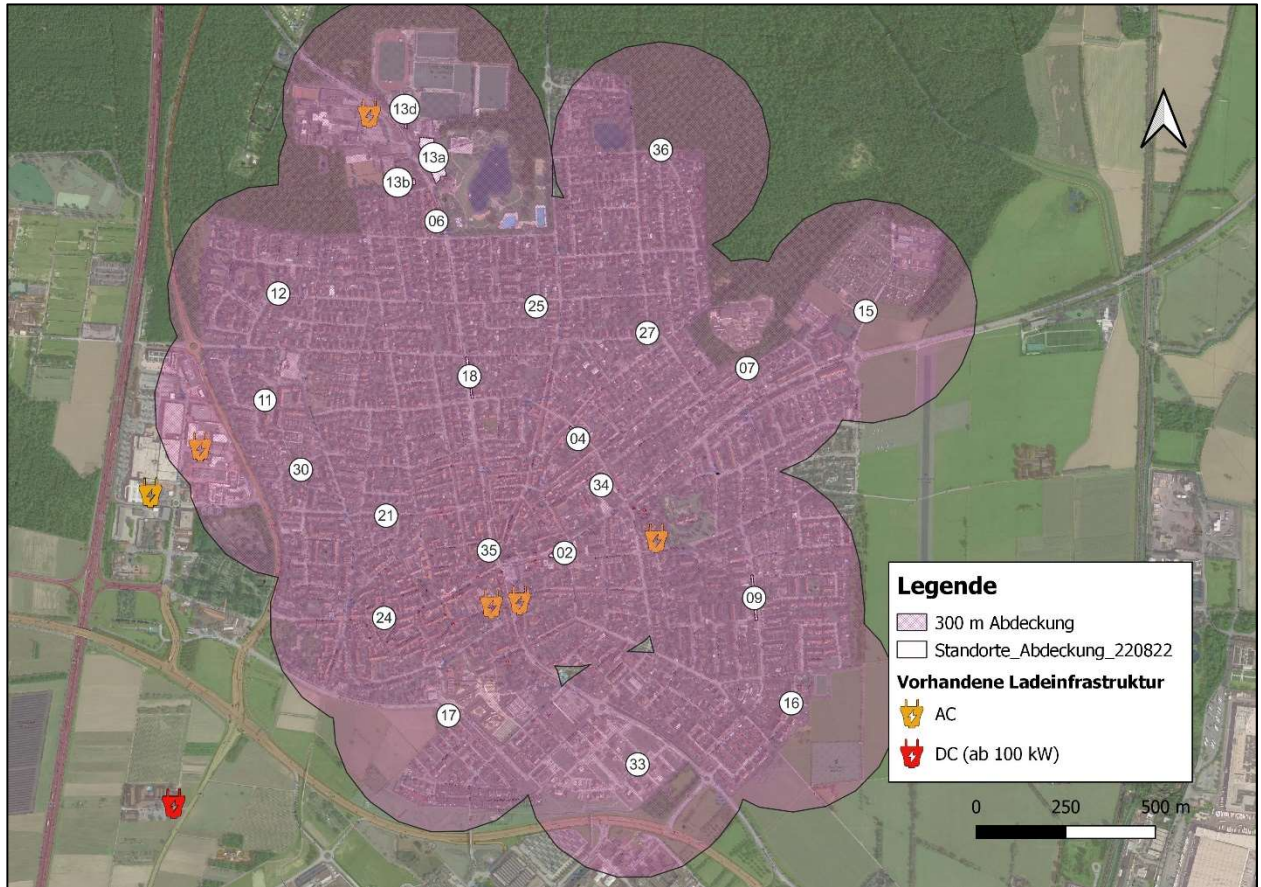 13d
13a
13b
36
06
12
25
15
27
07
18
11
04
30
34
21
35
02
09
24
17
16
33
Legende
300 m Abdeckung
Standorte_Abdeckung_220822
Vorhandene Ladeinfrastruktur
AC
DC (ab 100 kW)
0 250 500 m